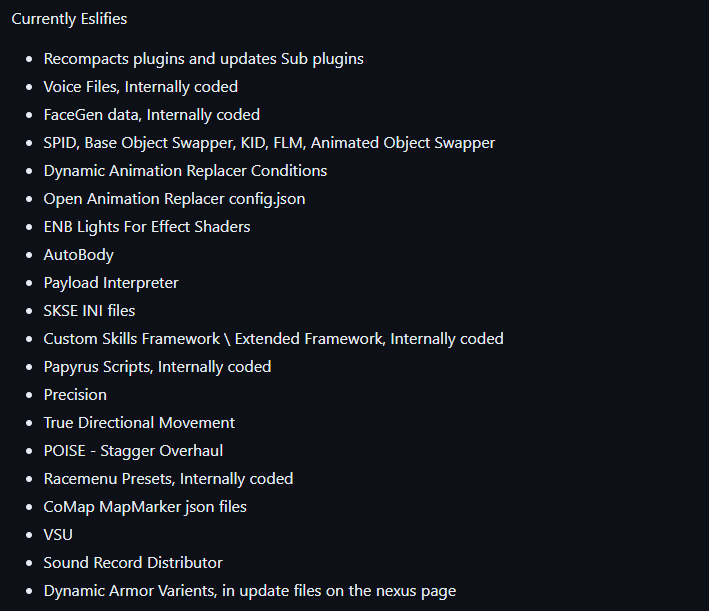 Currently Eslifies
• Recompacts plugins and updates Sub plugins
• Voice Files, Internally coded
• FaceGen data, Internally coded
• SPID, Base Object Swapper, KID, FLM, Animated Object Swapper
• Dynamic Animation Replacer Conditions
• Open Animation Replacer config.json
• ENB Lights For Effect Shaders
• AutoBody
• Payload Interpreter
• SKSE INI files
• Custom Skills Framework \ Extended Framework, Internally coded
• Papyrus Scripts, Internally coded
• Precision
• True Directional Movement
• POISE - Stagger Overhaul
• Racemenu Presets, Internally coded
• CoMap MapMarker json files
• VSU
• Sound Record Distributor
• Dynamic Armor Varients, in update files on the nexus page